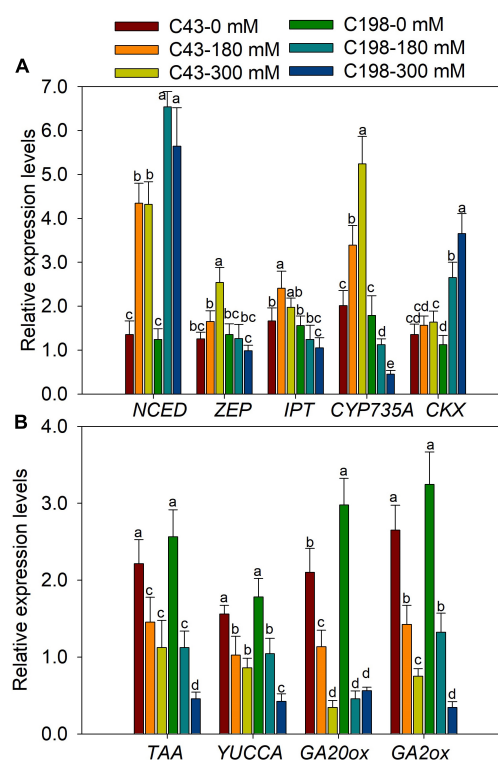 C43-0 mM C198-0 mM
C43-180 mM C198-180 mM
C43-300 mM C198-300 mM
A
Relative expression levels
7.0
6.0
5.0
4.0
3.0
2.0
1.0
0.0
c b b c a a
bc b a bc bc c
b a ab bc bc c
c b a c d e
cd cd c d b a
NCED ZEP IPT CYP735A CKX
B
Relative expression levels
4.0
3.0
2.0
1.0
0.0
a c c a c d
a b b a b c
b c d a d d
a b c a b d
TAA YUCCA GA20ox GA2ox